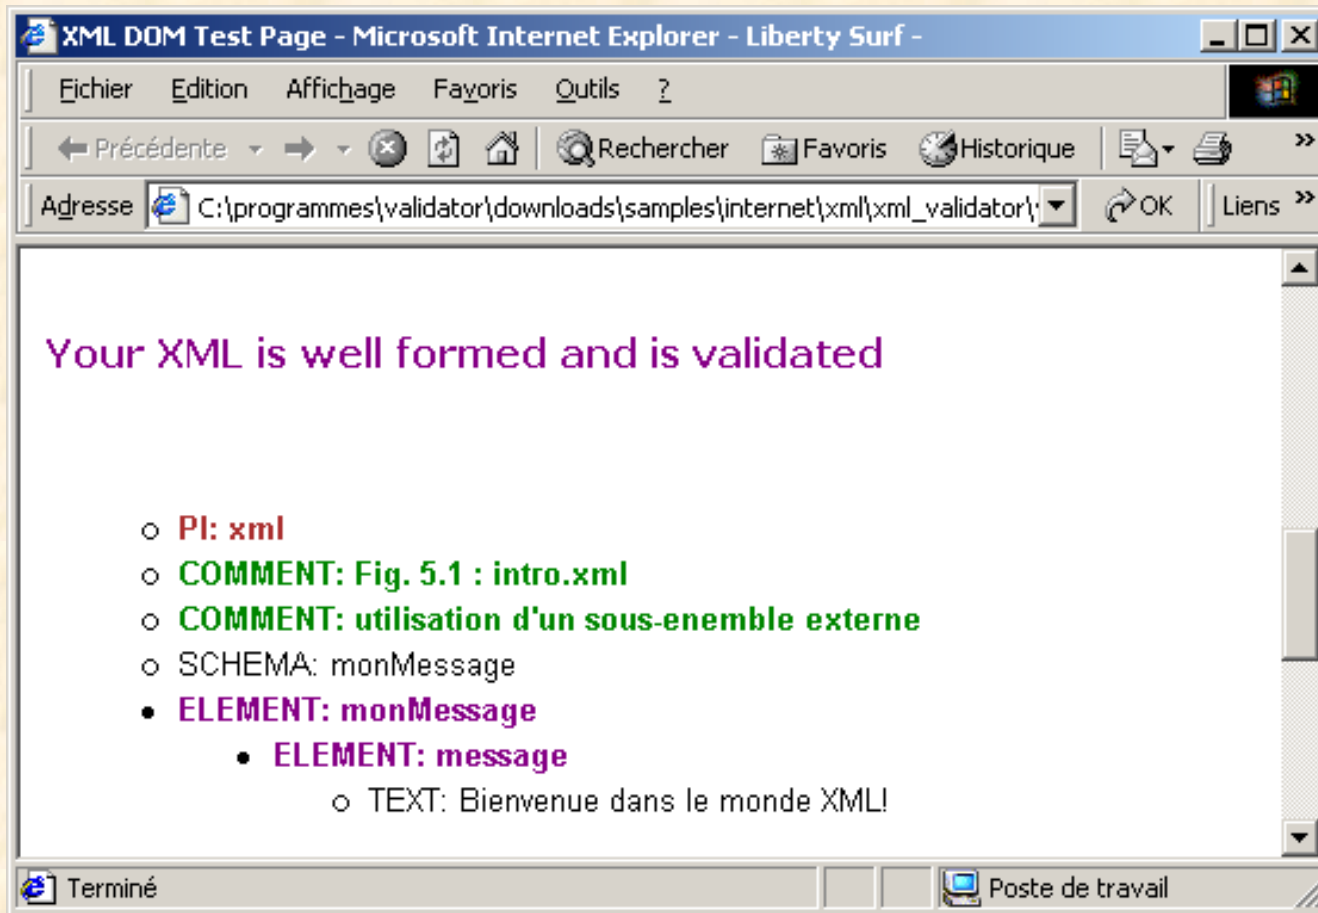 XML DOM Test Page - Microsoft Internet Explorer - Liberty Surf -
Fichier Edition Affichage Favoris Outils ?
Précédente Rechercher Favoris Historique »
Adresse C:\programmes\validator\downloads\samples\internet\xml\xml_validator\ OK Liens »
Your XML is well formed and is validated
PI: xml
COMMENT: Fig. 5.1 : intro.xml
COMMENT: utilisation d'un sous-enemble externe
SCHEMA: monMessage
ELEMENT: monMessage
ELEMENT: message
TEXT: Bienvenue dans le monde XML!
Terminé Poste de travail